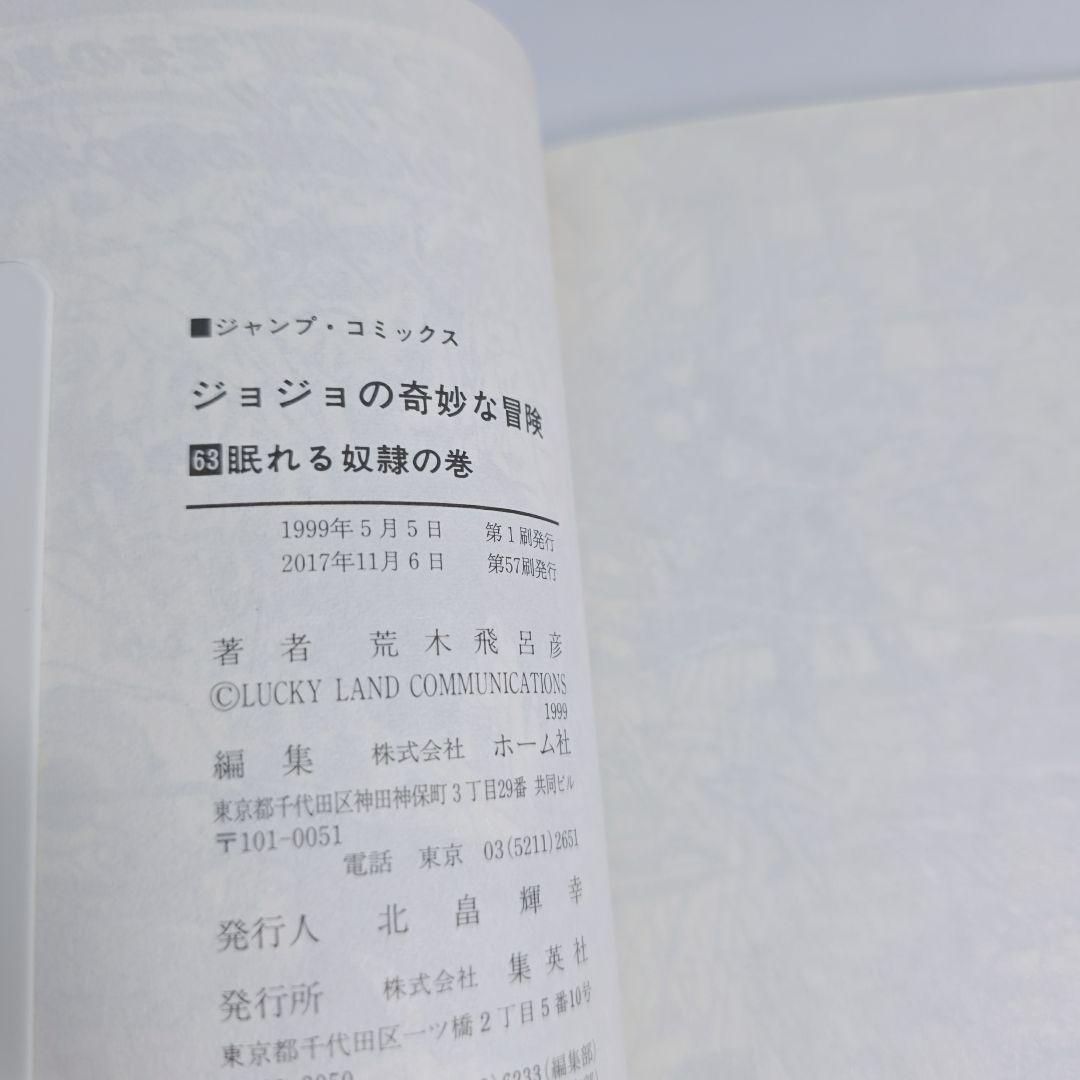 ■ジャンプ・コミックス
ジョジョの奇妙な冒険
63眠れる奴隷の巻
1999年5月5日 第1刷発行
2017年11月6日 第57刷発行
著者 荒木飛呂彦
©LUCKY LAND COMMUNICATIONS
1999
編集 株式会社 ホーム社
東京都千代田区神田神保町3丁目29番 共同ビル
〒101-0051
電話 東京 03(5211)2651
発行人 北畠輝幸
発行所 株式会社 集英社
東京都千代田区一ツ橋2丁目5番10号
6233(編集部)